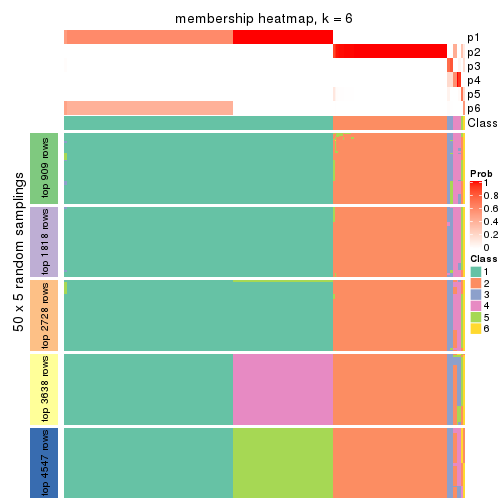 membership heatmap, k = 6
p1
p2
p3
p4
p5
p6
Class
50 x 5 random samplings
top 909 rows
top 1818 rows
top 2728 rows
top 3638 rows
top 4547 rows
Prob
1
0.8
0.6
0.4
0.2
0
Class
1
2
3
4
5
6